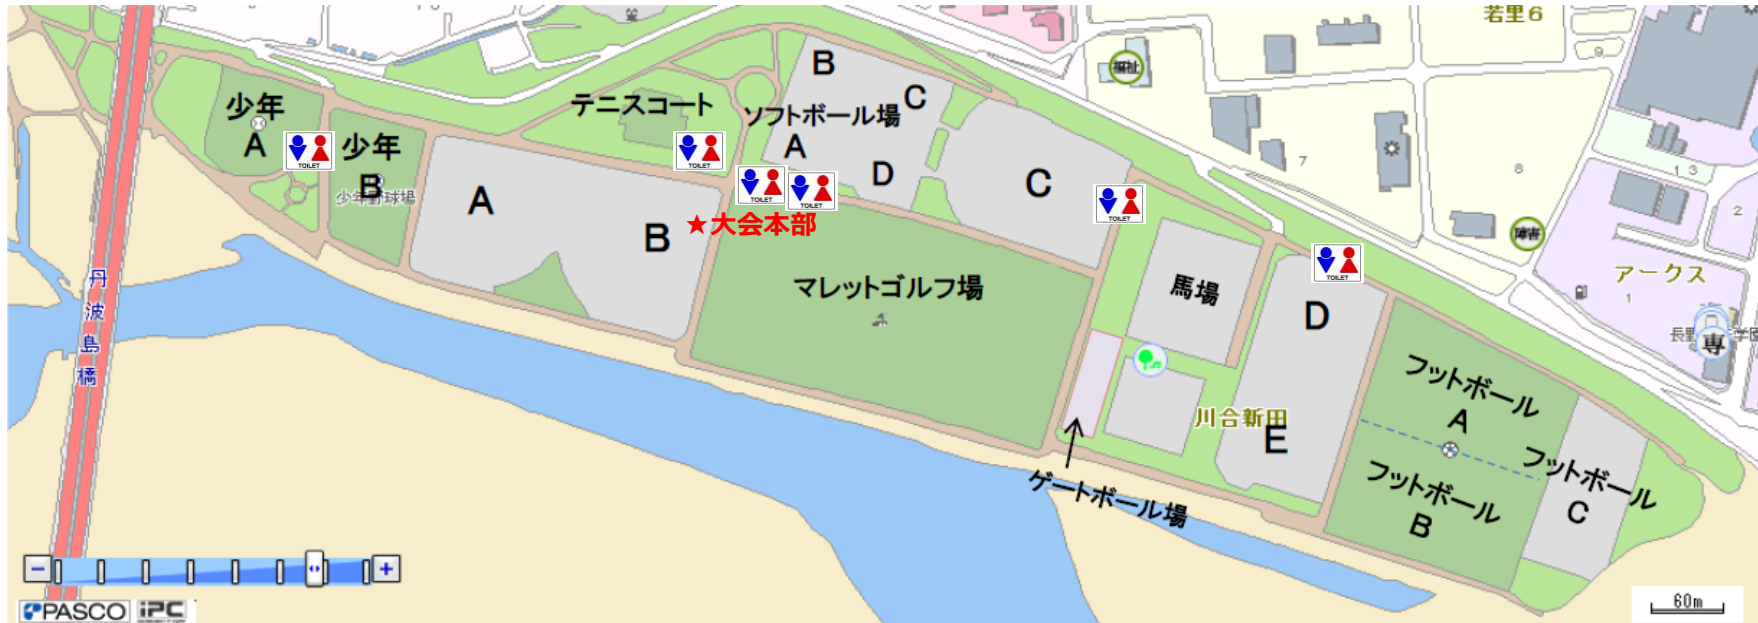 若里6
B
福祉
9
少年
A
テニスコート
C
ソフトボール場
A
D
少年
B
少年野球場
TOILET
TOILET
TOILET
TOILET
TOILET
TOILET
7
8
13
2
A
B
C
★大会本部
障害
アークス
1
マレットゴルフ場
馬場
D
丹波島橋
専
フットボール
A
川合新田
E
フットボール
B
フットボール
C
ゲートボール場
PASCO
iPC
60m